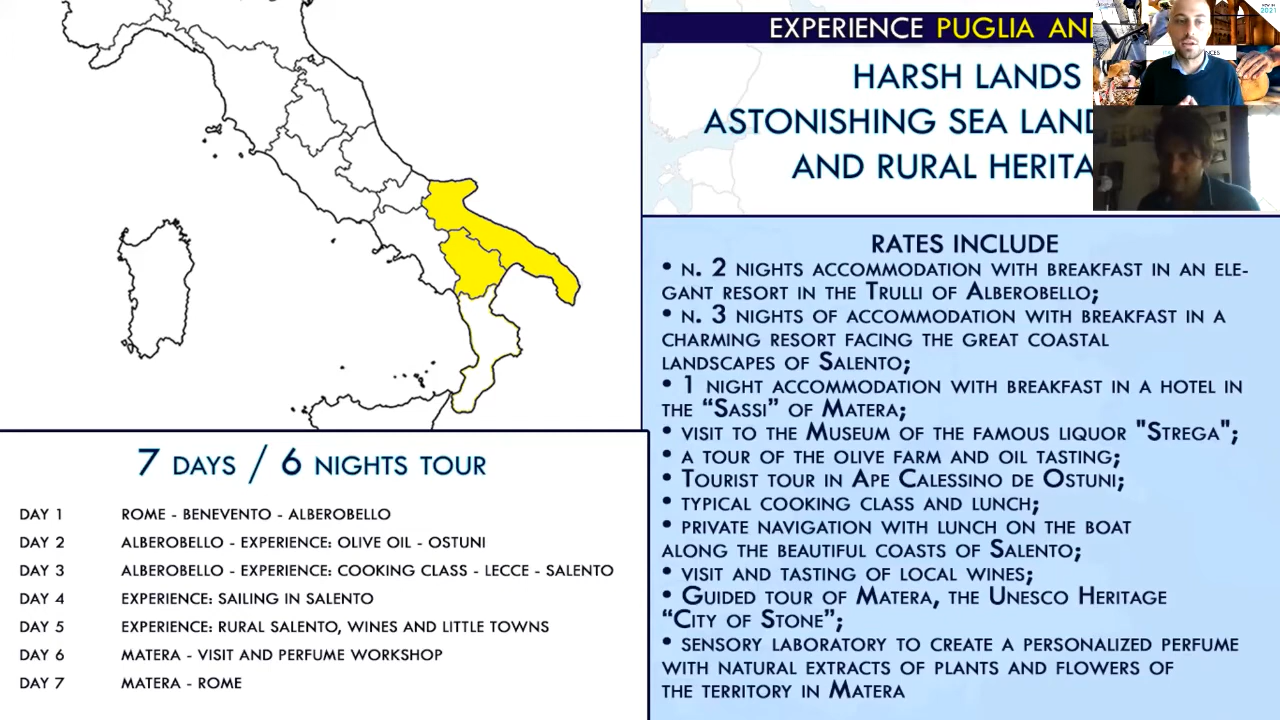 EXPERIENCE PUGLIA AN
HARSH LANDS
ASTONISHING SEA LAND
AND RURAL HERITA
2021
RATES INCLUDE
• N. 2 NIGHTS ACCOMMODATION WITH BREAKFAST IN AN ELE-
GANT RESORT IN THE TRULLI OF ALBEROBELLO;
• N. 3 NIGHTS OF ACCOMMODATION WITH BREAKFAST IN A
CHARMING RESORT FACING THE GREAT COASTAL
LANDSCAPES OF SALENTO;
• 1 NIGHT ACCOMMODATION WITH BREAKFAST IN A HOTEL IN
THE “SASSI” OF MATERA;
• VISIT TO THE MUSEUM OF THE FAMOUS LIQUOR "STREGA";
• A TOUR OF THE OLIVE FARM AND OIL TASTING;
• TOURIST TOUR IN APE CALESSINO DE OSTUNI;
• TYPICAL COOKING CLASS AND LUNCH;
• PRIVATE NAVIGATION WITH LUNCH ON THE BOAT
ALONG THE BEAUTIFUL COASTS OF SALENTO;
• VISIT AND TASTING OF LOCAL WINES;
• GUIDED TOUR OF MATERA, THE UNESCO HERITAGE
“CITY OF STONE”;
• SENSORY LABORATORY TO CREATE A PERSONALIZED PERFUME
WITH NATURAL EXTRACTS OF PLANTS AND FLOWERS OF
THE TERRITORY IN MATERA
7 DAYS / 6 NIGHTS TOUR
DAY 1 ROME - BENEVENTO - ALBEROBELLO
DAY 2 ALBEROBELLO - EXPERIENCE: OLIVE OIL - OSTUNI
DAY 3 ALBEROBELLO - EXPERIENCE: COOKING CLASS - LECCE - SALENTO
DAY 4 EXPERIENCE: SAILING IN SALENTO
DAY 5 EXPERIENCE: RURAL SALENTO, WINES AND LITTLE TOWNS
DAY 6 MATERA - VISIT AND PERFUME WORKSHOP
DAY 7 MATERA - ROME